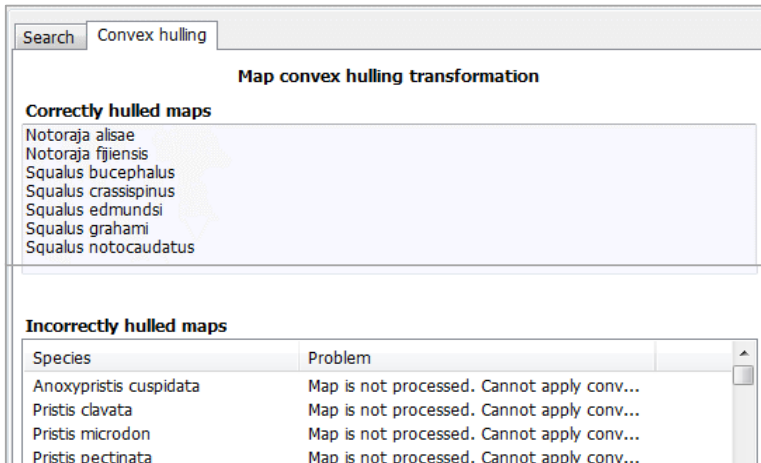 Search Convex hulling
Map convex hulling transformation
Correctly hulled maps
Notoraja alisae
Notoraja fijiensis
Squalus bucephalus
Squalus crassispinus
Squalus edmundsi
Squalus grahami
Squalus notocaudatus
Incorrectly hulled maps
Species Problem
Anoxypristis cuspidata Map is not processed. Cannot apply conv...
Pristis clavata Map is not processed. Cannot apply conv...
Pristis microdon Map is not processed. Cannot apply conv...
Pristis pectinata Map is not processed. Cannot apply conv...